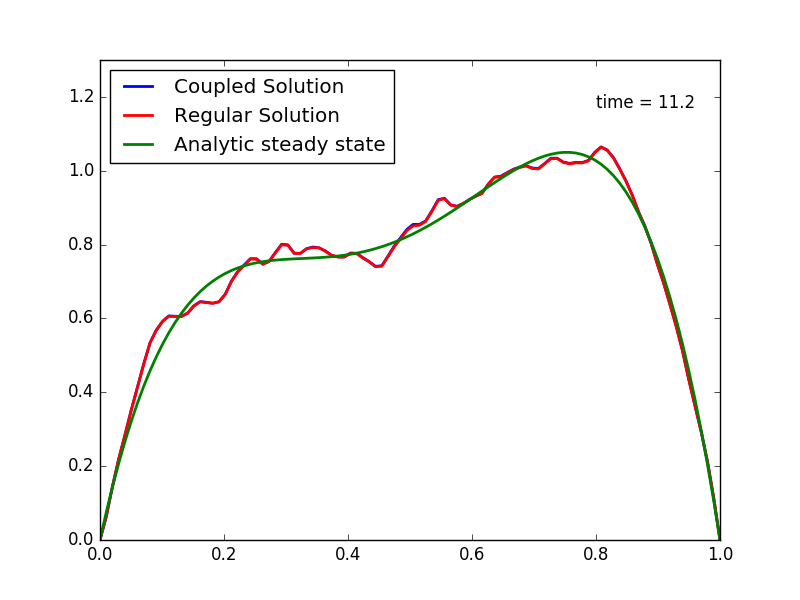 Coupled Solution
Regular Solution
Analytic steady state
time = 11.2
1.2
1.0
0.8
0.6
0.4
0.2
0.0
0.0 0.2 0.4 0.6 0.8 1.0